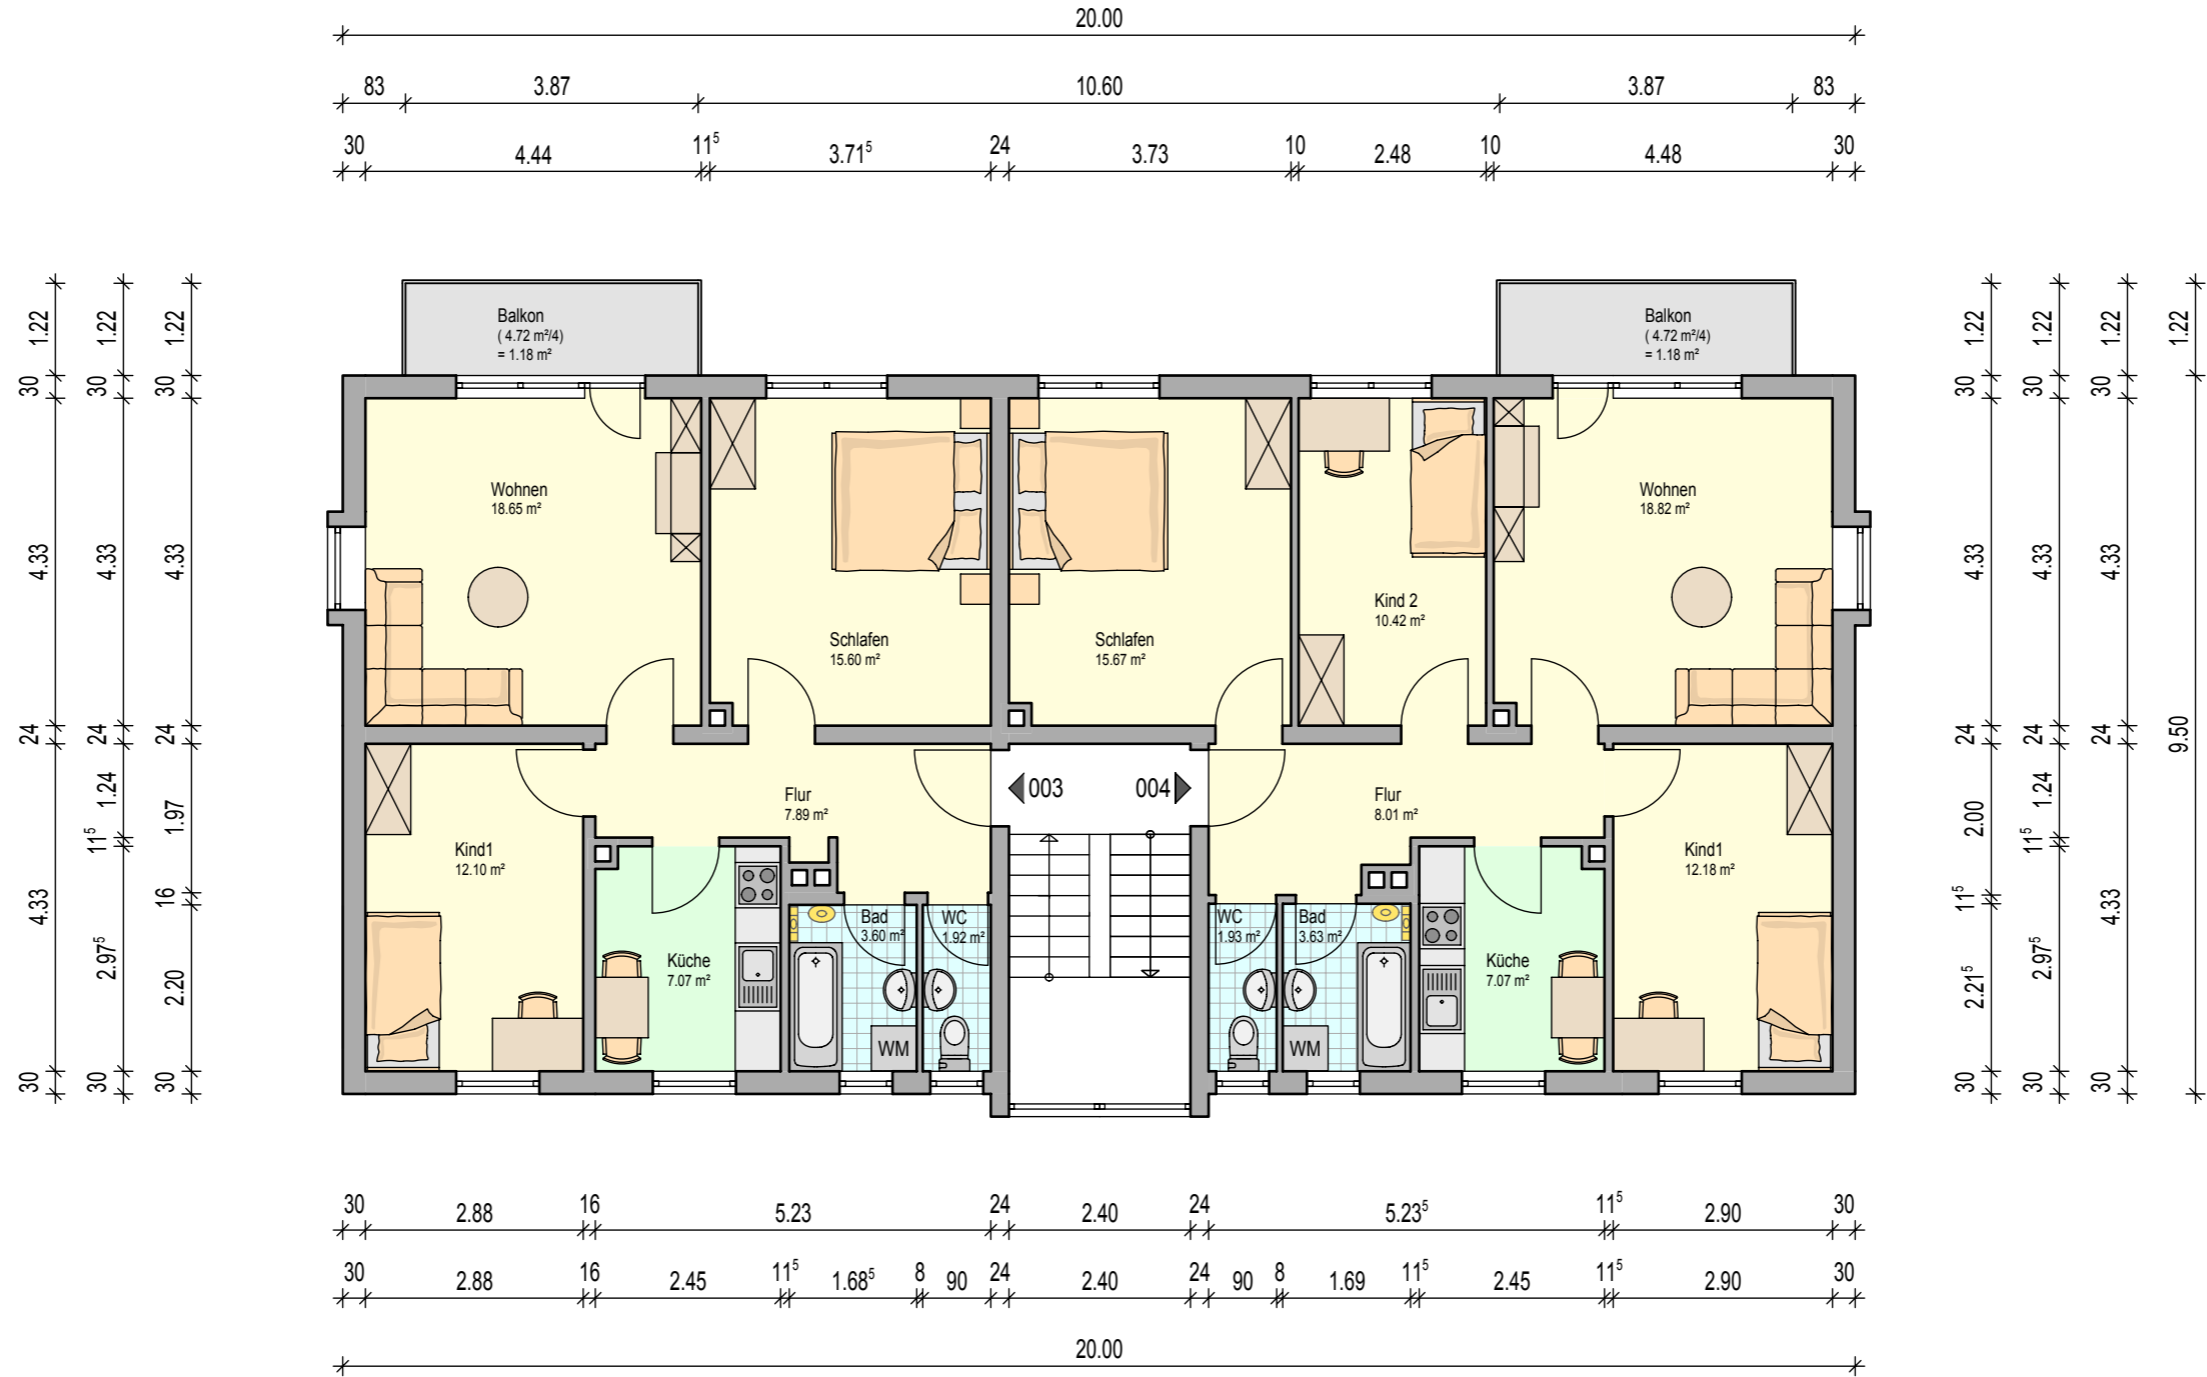 20.00
83 3.87 10.60 3.87 83
30 4.44 11⁵ 3.71⁵ 24 3.73 10 2.48 10 4.48 30
1.22 30 4.33 24 4.33 30
1.22 30 4.33 24 1.24 11⁵ 2.97⁵ 30
1.22 30 4.33 24 1.97 16 2.20 30
Balkon
( 4.72 m²/4)
= 1.18 m²
Balkon
( 4.72 m²/4)
= 1.18 m²
Wohnen
18.65 m²
Schlafen
15.60 m²
Schlafen
15.67 m²
Kind 2
10.42 m²
Wohnen
18.82 m²
Flur
7.89 m²
003
004
Flur
8.01 m²
Kind1
12.10 m²
Küche
7.07 m²
Bad
3.60 m²
WC
1.92 m²
WM
WC
1.93 m²
Bad
3.63 m²
WM
Küche
7.07 m²
Kind1
12.18 m²
1.22 30 4.33 24 2.00 11⁵ 2.21⁵ 30
1.22 30 4.33 24 1.24 11⁵ 2.97⁵ 30
1.22 30 4.33 24 4.33 30
1.22 9.50
30 2.88 16 5.23 24 2.40 24 5.23⁵ 11⁵ 2.90 30
30 2.88 16 2.45 11⁵ 1.68⁵ 8 90 24 2.40 24 90 8 1.69 11⁵ 2.45 11⁵ 2.90 30
20.00